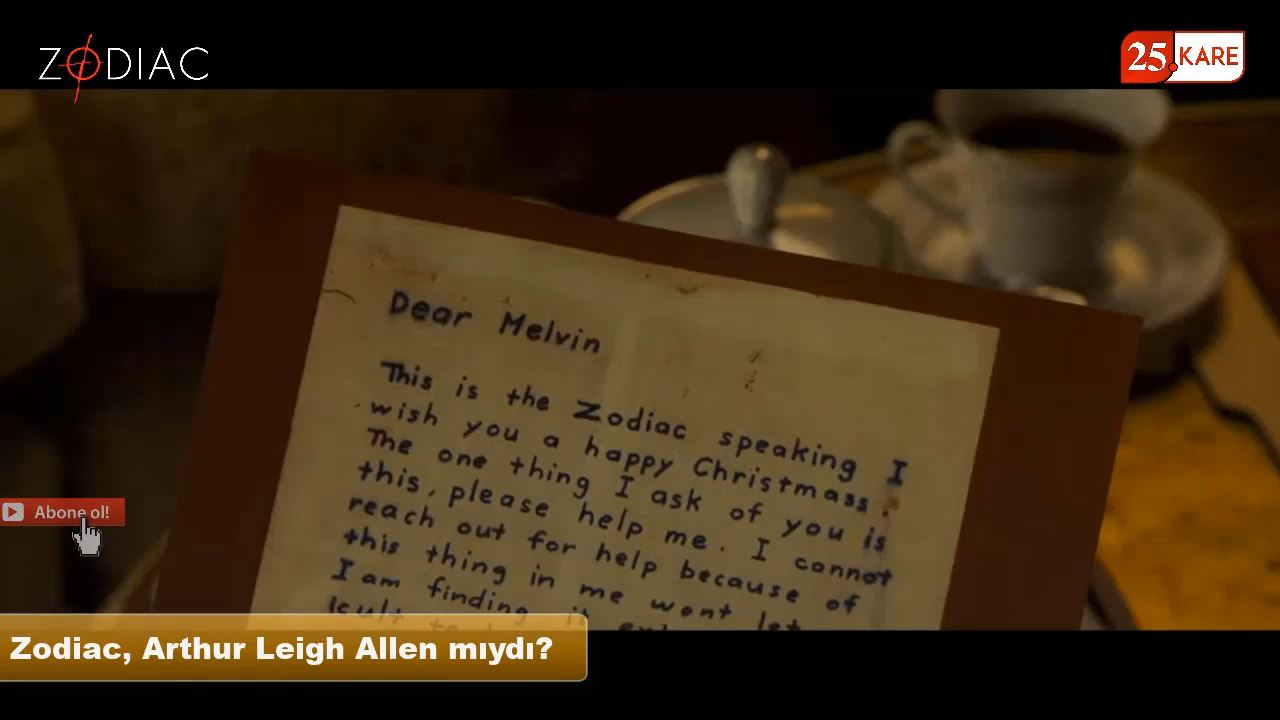 ZODIAC
25.KARE
Dear Melvin
This is the Zodiac speaking I
wish you a happy Christmass.
The one thing I ask of you is
this, please help me. I cannot
reach out for help because of
this thing in me wont let
I am finding it
Abone ol!
Zodiac, Arthur Leigh Allen mıydı?